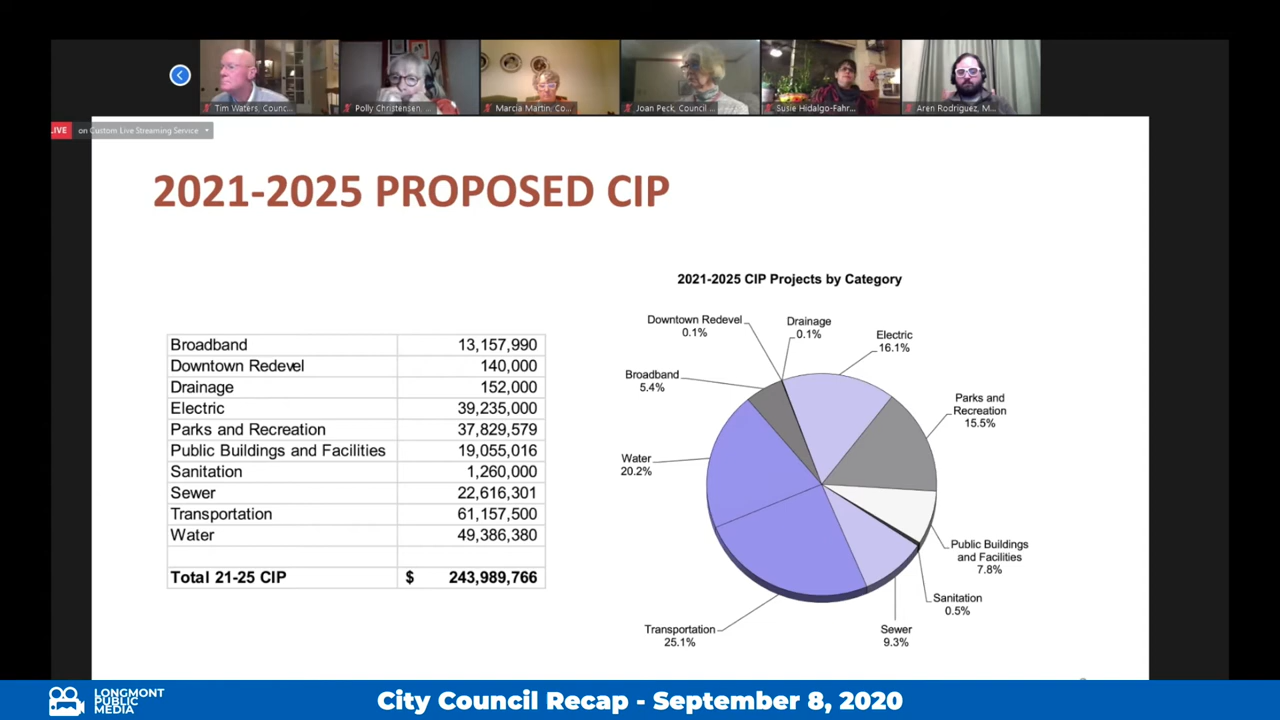 Tim Waters, Counc...
Polly Christensen, ...
Marcia Martin, Co...
Joan Peck, Council ...
Susie Hidalgo-Fahr...
Aren Rodriguez, M...
LIVE
on Custom Live Streaming Service
2021-2025 PROPOSED CIP
Broadband 13,157,990
Downtown Redevel 140,000
Drainage 152,000
Electric 39,235,000
Parks and Recreation 37,829,579
Public Buildings and Facilities 19,055,016
Sanitation 1,260,000
Sewer 22,616,301
Transportation 61,157,500
Water 49,386,380
Total 21-25 CIP $ 243,989,766
2021-2025 CIP Projects by Category
Downtown Redevel
0.1%
Drainage
0.1%
Electric
16.1%
Broadband
5.4%
Parks and
Recreation
15.5%
Water
20.2%
Public Buildings
and Facilities
7.8%
Sanitation
0.5%
Transportation
25.1%
Sewer
9.3%
LONGMONT
PUBLIC
MEDIA
City Council Recap - September 8, 2020